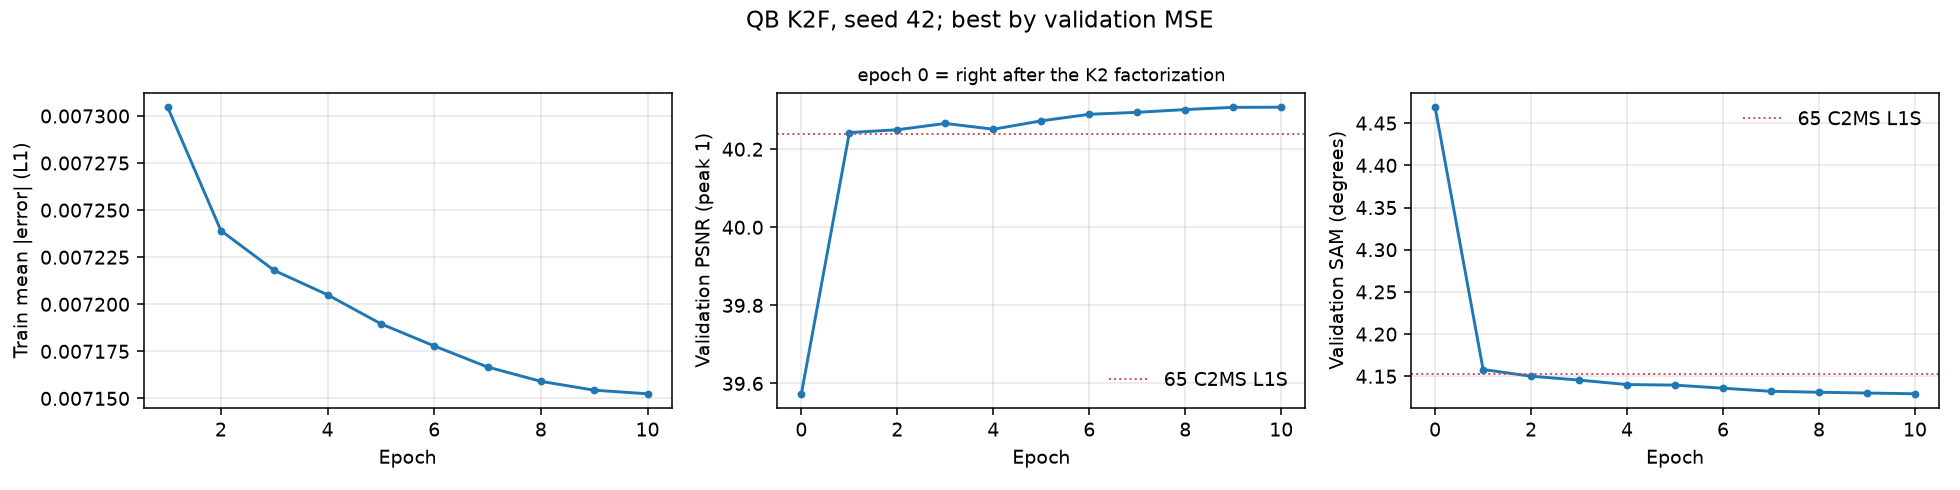 QB K2F, seed 42; best by validation MSE
Train mean |error| (L1)
0.007300
0.007275
0.007250
0.007225
0.007200
0.007175
0.007150
2 4 6 8 10
Epoch
epoch 0 = right after the K2 factorization
Validation PSNR (peak 1)
40.2
40.0
39.8
39.6
65 C2MS L1S
0 2 4 6 8 10
Epoch
Validation SAM (degrees)
4.45
4.40
4.35
4.30
4.25
4.20
4.15
65 C2MS L1S
0 2 4 6 8 10
Epoch